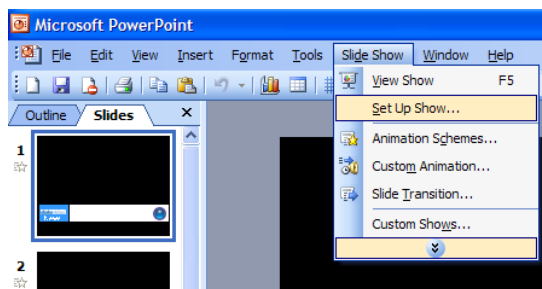 Microsoft PowerPoint
File Edit View Insert Format Tools Slide Show Window Help
View Show F5
Set Up Show...
Outline Slides ×
Animation Schemes...
1
Custom Animation...
Slide Transition...
Custom Shows...
2